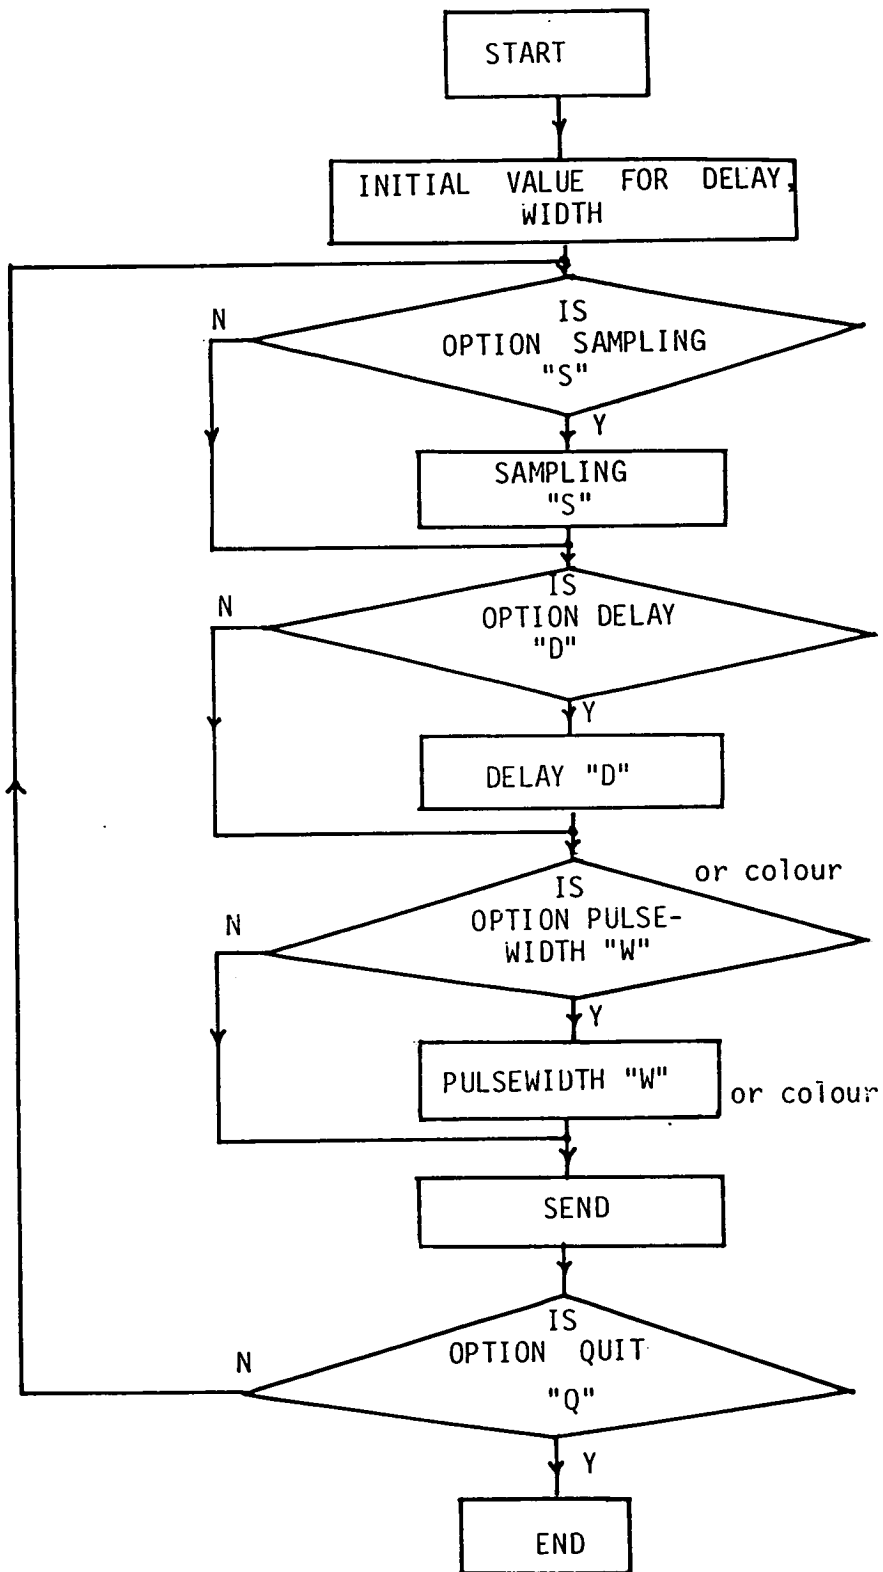 START
INITIAL VALUE FOR DELAY,
WIDTH
N
IS
OPTION SAMPLING
"S"
Y
SAMPLING
"S"
N
IS
OPTION DELAY
"D"
Y
DELAY "D"
or colour
N
IS
OPTION PULSE-
WIDTH "W"
Y
PULSEWIDTH "W"
or colour
SEND
N
IS
OPTION QUIT
"Q"
Y
END